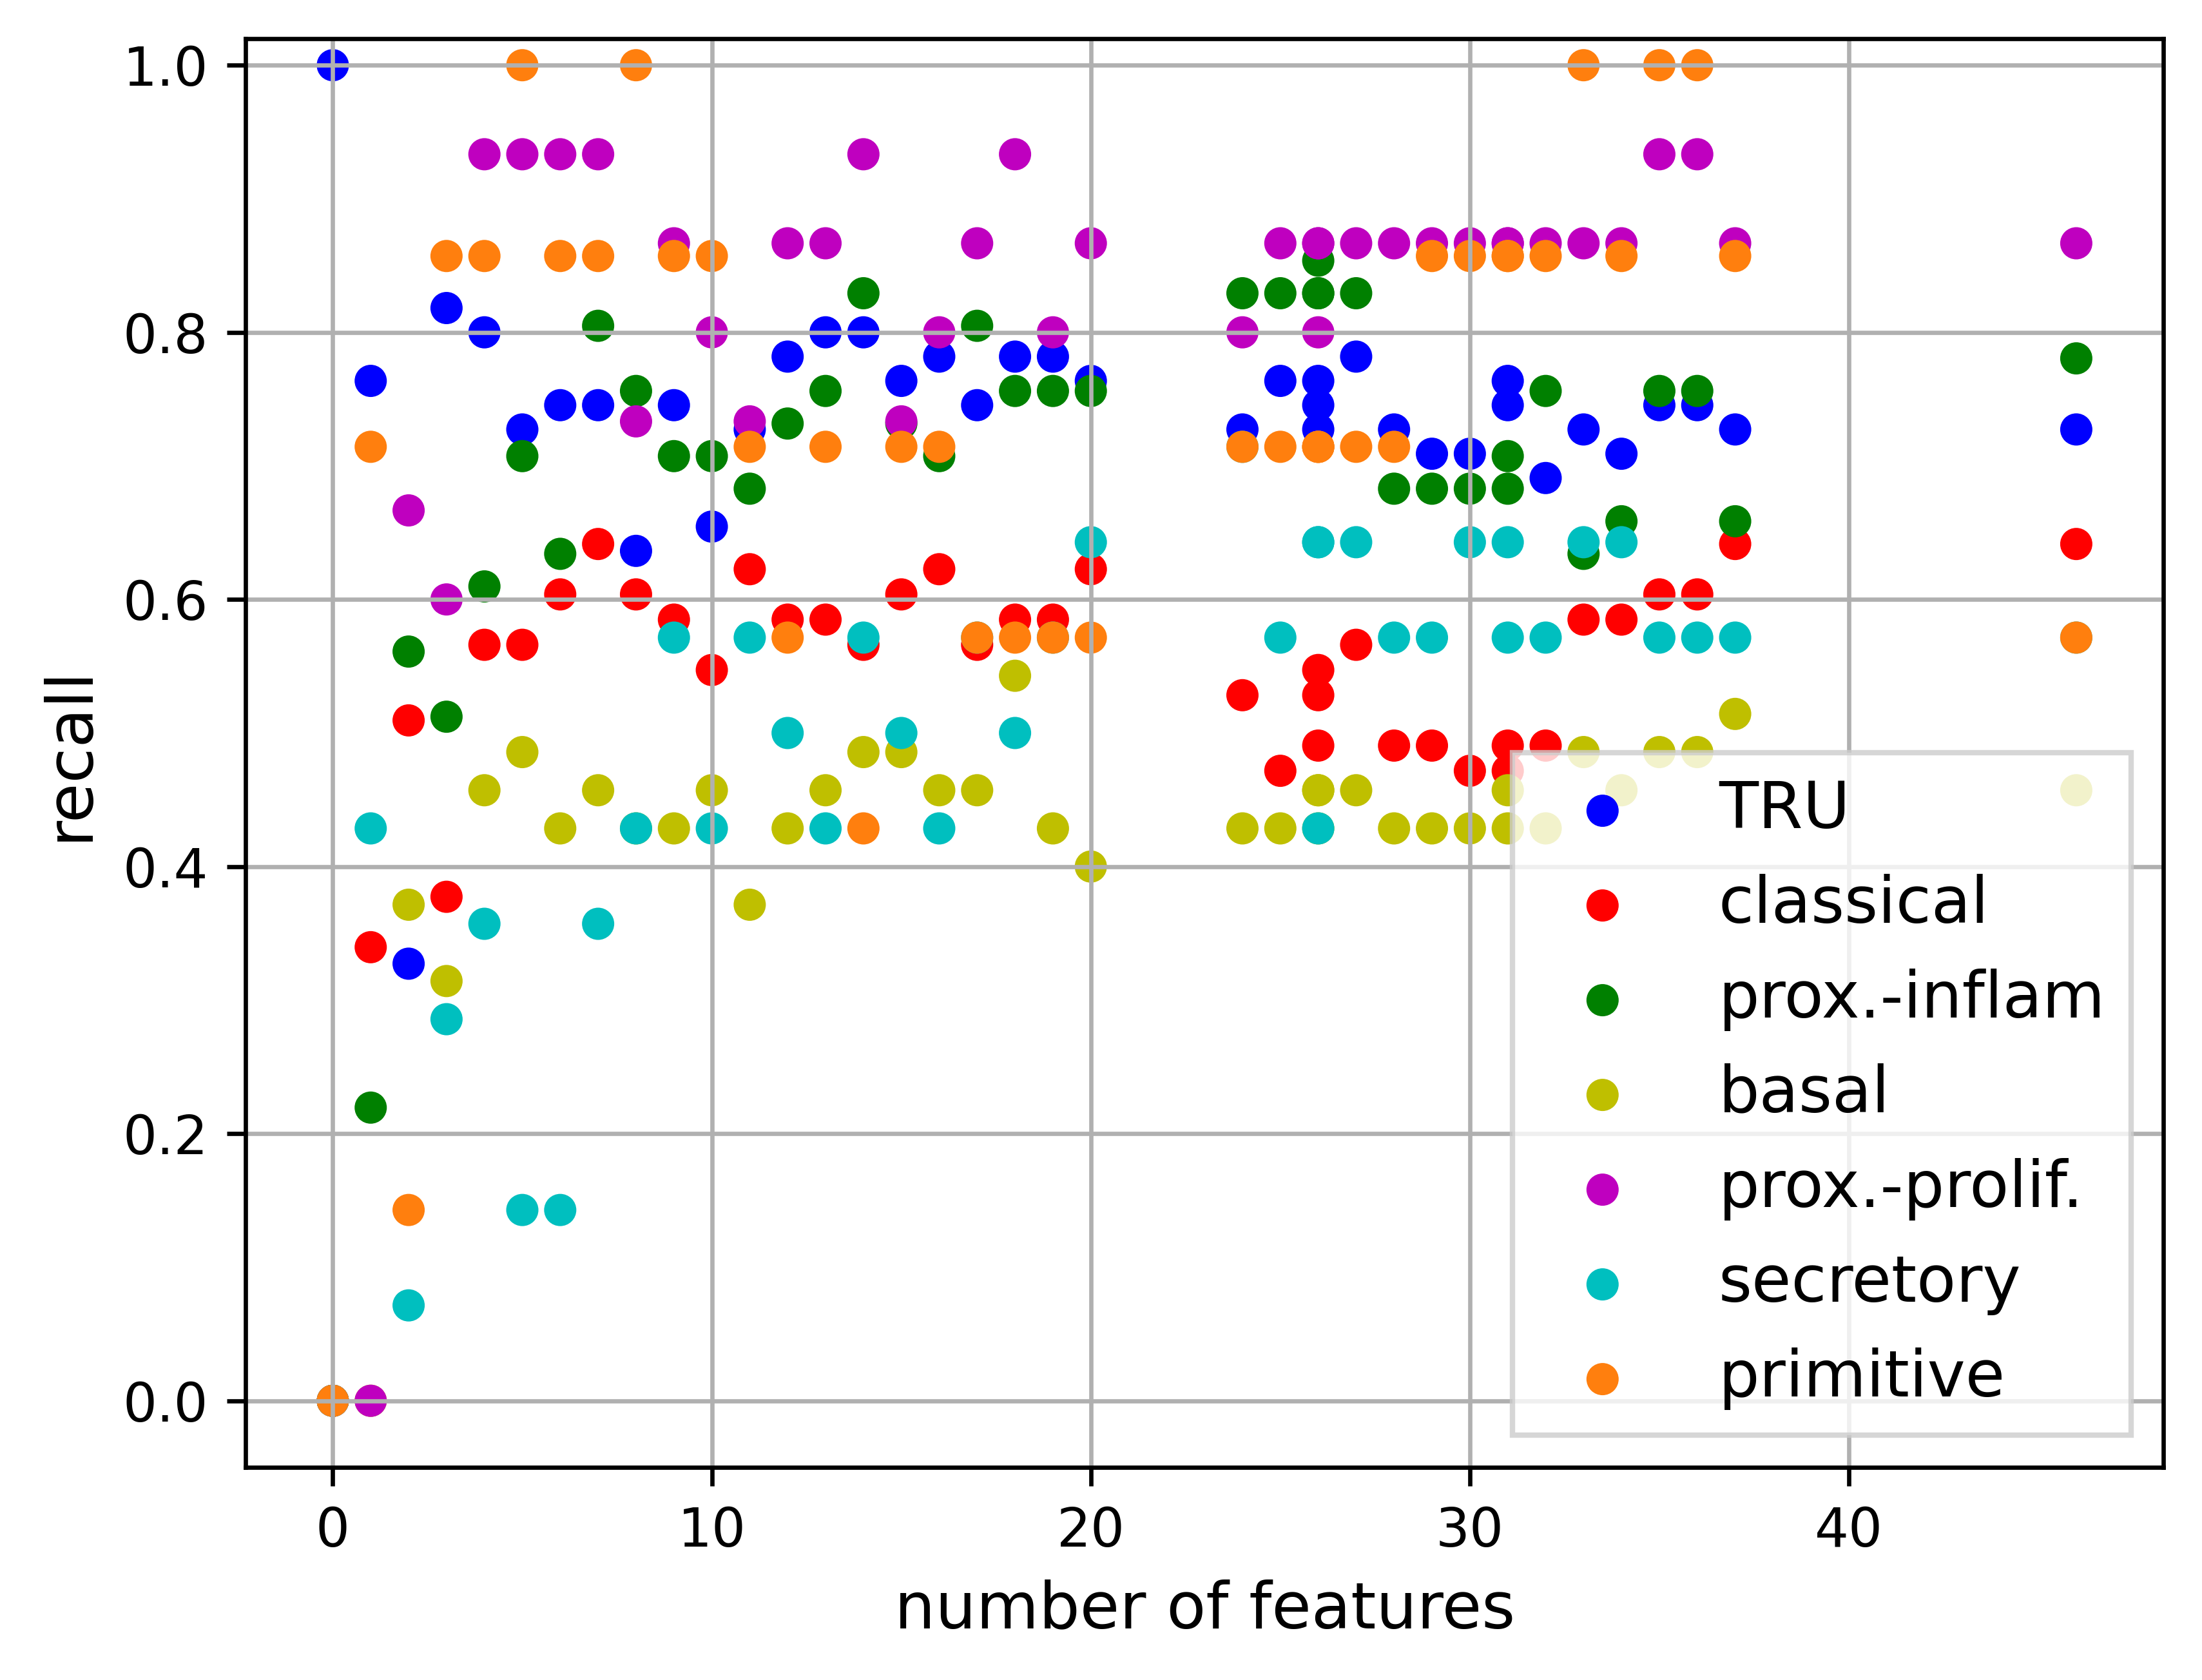 1.0
0.8
0.6
0.4
0.2
0.0
recall
0 10 20 30 40
number of features
TRU
classical
prox.-inflam
basal
prox.-prolif.
secretory
primitive